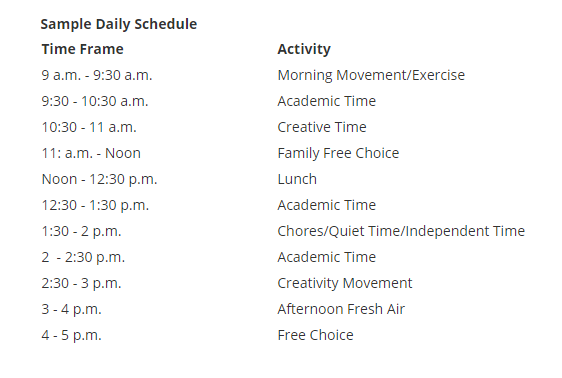 Sample Daily Schedule
Time Frame Activity
9 a.m. - 9:30 a.m. Morning Movement/Exercise
9:30 - 10:30 a.m. Academic Time
10:30 - 11 a.m. Creative Time
11: a.m. - Noon Family Free Choice
Noon - 12:30 p.m. Lunch
12:30 - 1:30 p.m. Academic Time
1:30 - 2 p.m. Chores/Quiet Time/Independent Time
2  - 2:30 p.m. Academic Time
2:30 - 3 p.m. Creativity Movement
3 - 4 p.m. Afternoon Fresh Air
4 - 5 p.m. Free Choice